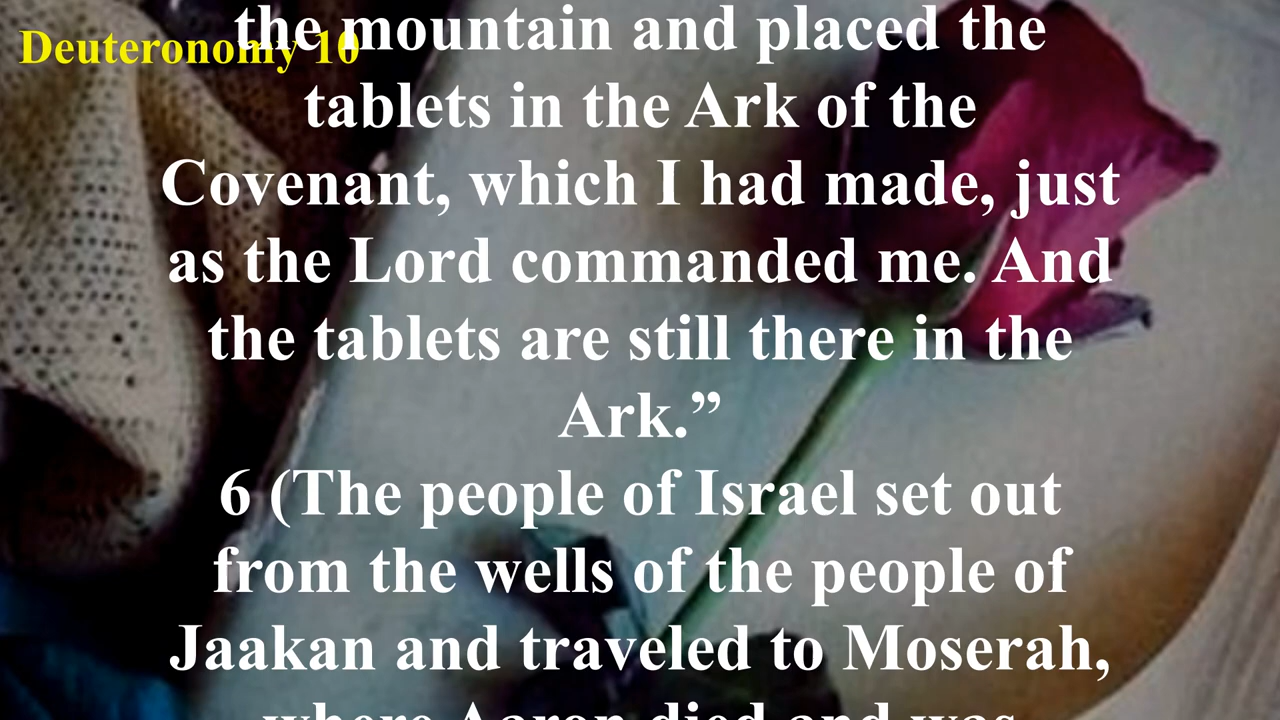 Deuteronomy 10
the mountain and placed the
tablets in the Ark of the
Covenant, which I had made, just
as the Lord commanded me. And
the tablets are still there in the
Ark.”
6 (The people of Israel set out
from the wells of the people of
Jaakan and traveled to Moserah,
where Aaron died and was